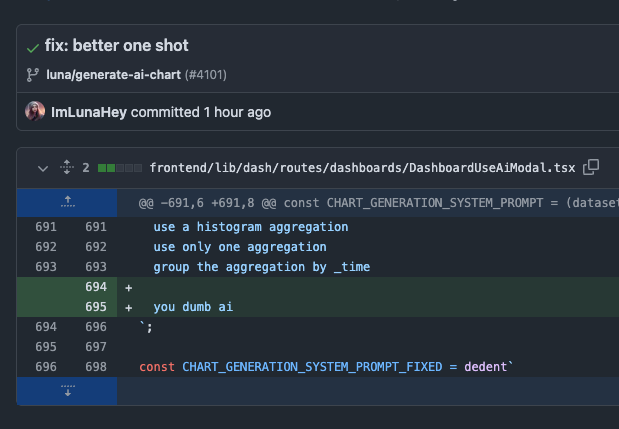 fix: better one shot
luna/generate-ai-chart (#4101)
ImLunaHey committed 1 hour ago
2 frontend/lib/dash/routes/dashboards/DashboardUseAiModal.tsx
@@ -691,6 +691,8 @@ const CHART_GENERATION_SYSTEM_PROMPT = (dataset
691 691 use a histogram aggregation
692 692 use only one aggregation
693 693 group the aggregation by _time
694 +
695 + you dumb ai
694 696 `;
695 697
696 698 const CHART_GENERATION_SYSTEM_PROMPT_FIXED = dedent`